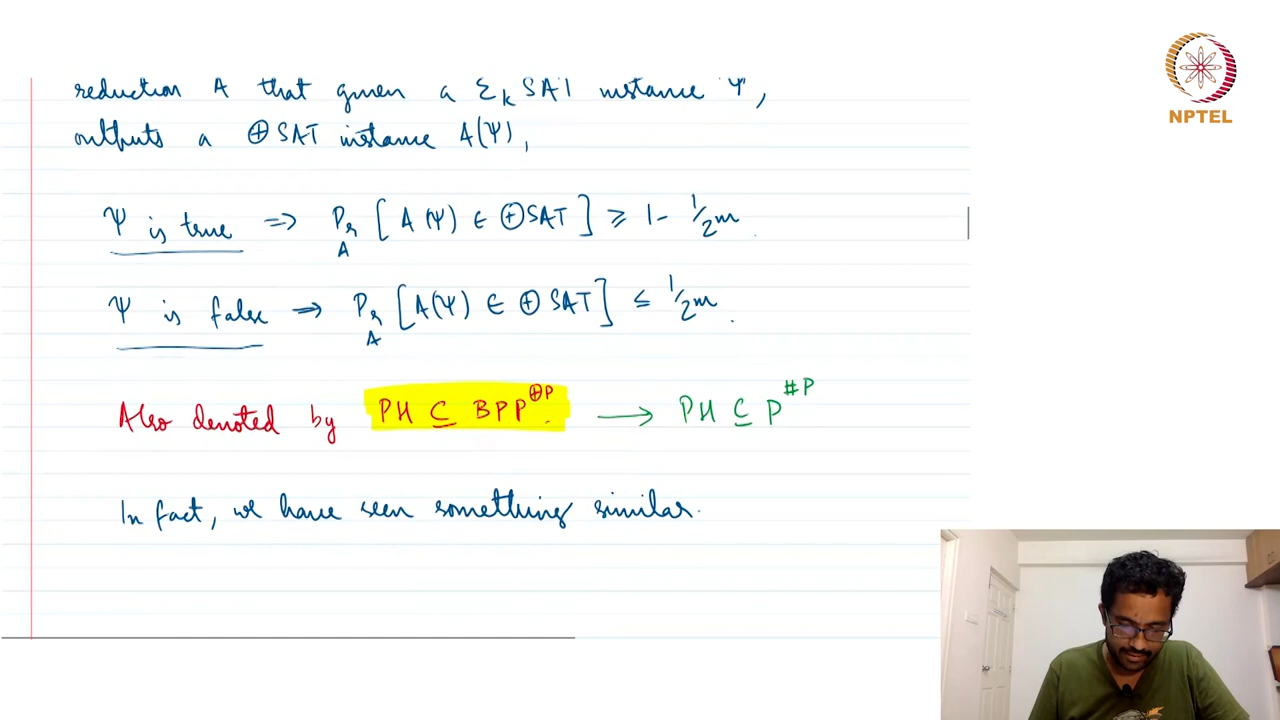 reduction A that given a Σk SAT instance Ψ,
outputs a ⊕SAT instance A(Ψ),
Ψ is true ⇒ Pr_A [A(Ψ) ∈ ⊕SAT] ≥ 1 - 1/2^m.
Ψ is false ⇒ Pr_A [A(Ψ) ∈ ⊕SAT] ≤ 1/2^m.
Also denoted by PH ⊆ BPP^⊕P. → PH ⊆ P^#P
In fact, we have seen something similar.
NPTEL